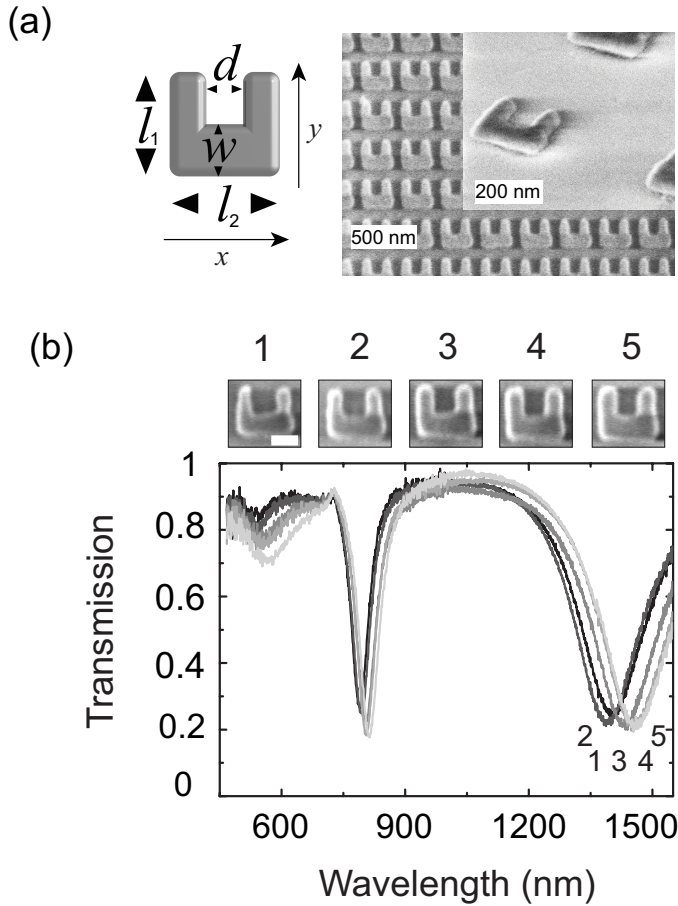 (a)
d
l1
w
y
l2
x
200 nm
500 nm
(b)
1 2 3 4 5
1
0.8
0.6
0.4
0.2
0
Transmission
2 5
1 3 4
600 900 1200 1500
Wavelength (nm)